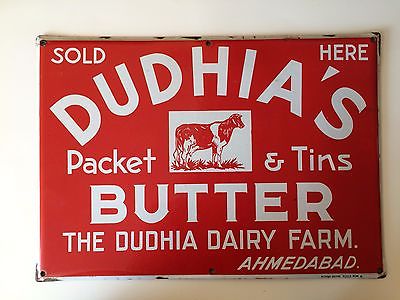 SOLD HERE
DUDHIA'S
Packet & Tins
BUTTER
THE DUDHIA DAIRY FARM.
AHMEDABAD.